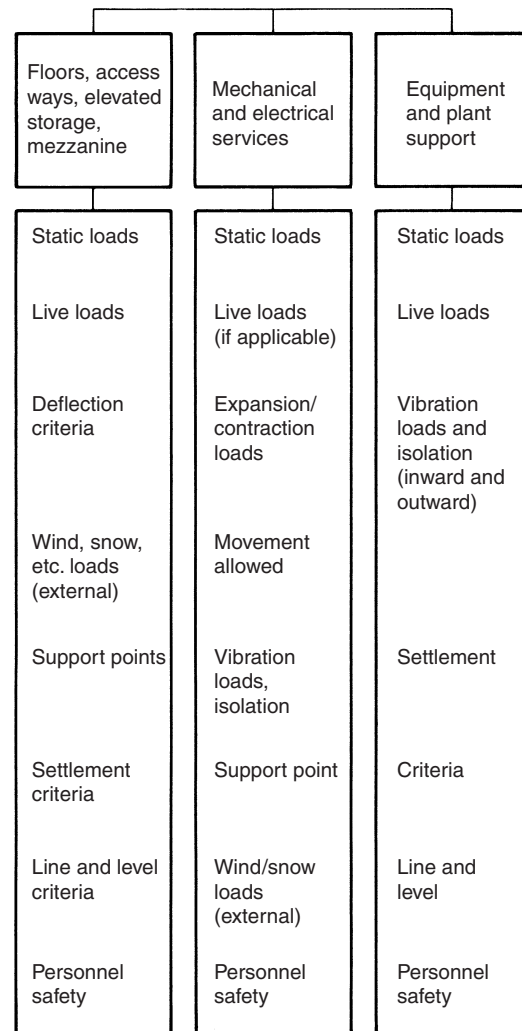 Floors, access
ways, elevated
storage,
mezzanine
Static loads
Live loads
Deflection
criteria
Wind, snow,
etc. loads
(external)
Support points
Settlement
criteria
Line and level
criteria
Personnel
safety
Mechanical
and electrical
services
Static loads
Live loads
(if applicable)
Expansion/
contraction
loads
Movement
allowed
Vibration
loads,
isolation
Support point
Wind/snow
loads
(external)
Personnel
safety
Equipment
and plant
support
Static loads
Live loads
Vibration
loads and
isolation
(inward and
outward)
Settlement
Criteria
Line and
level
Personnel
safety